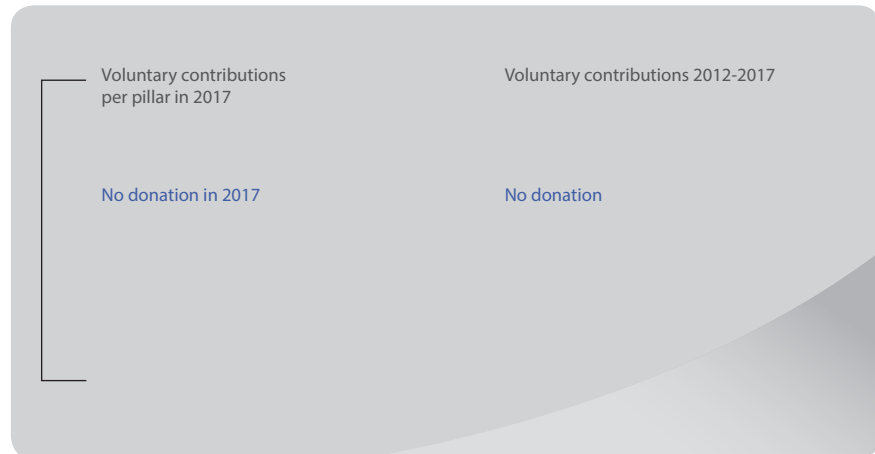 Voluntary contributions
per pillar in 2017
Voluntary contributions 2012-2017
No donation in 2017
No donation